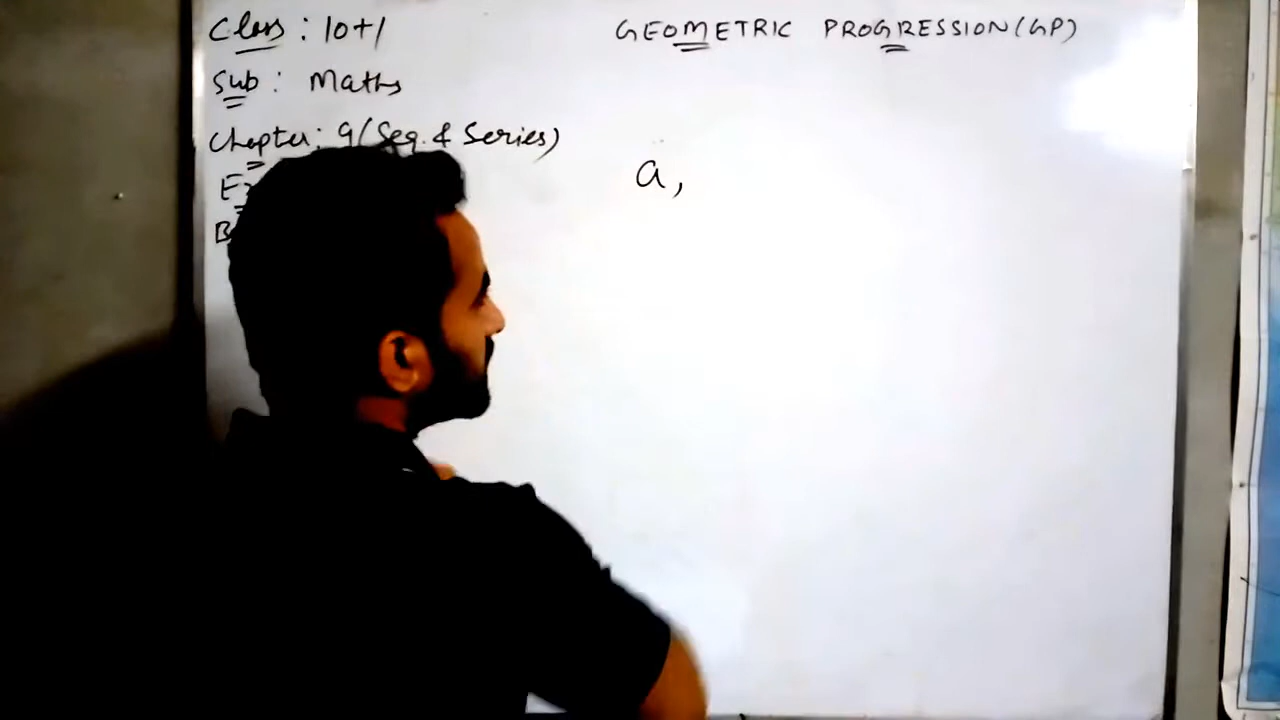 Class : 10+1
GEOMETRIC PROGRESSION (GP)
Sub : Maths
Chapter : 9 (Seq. & Series)
a,